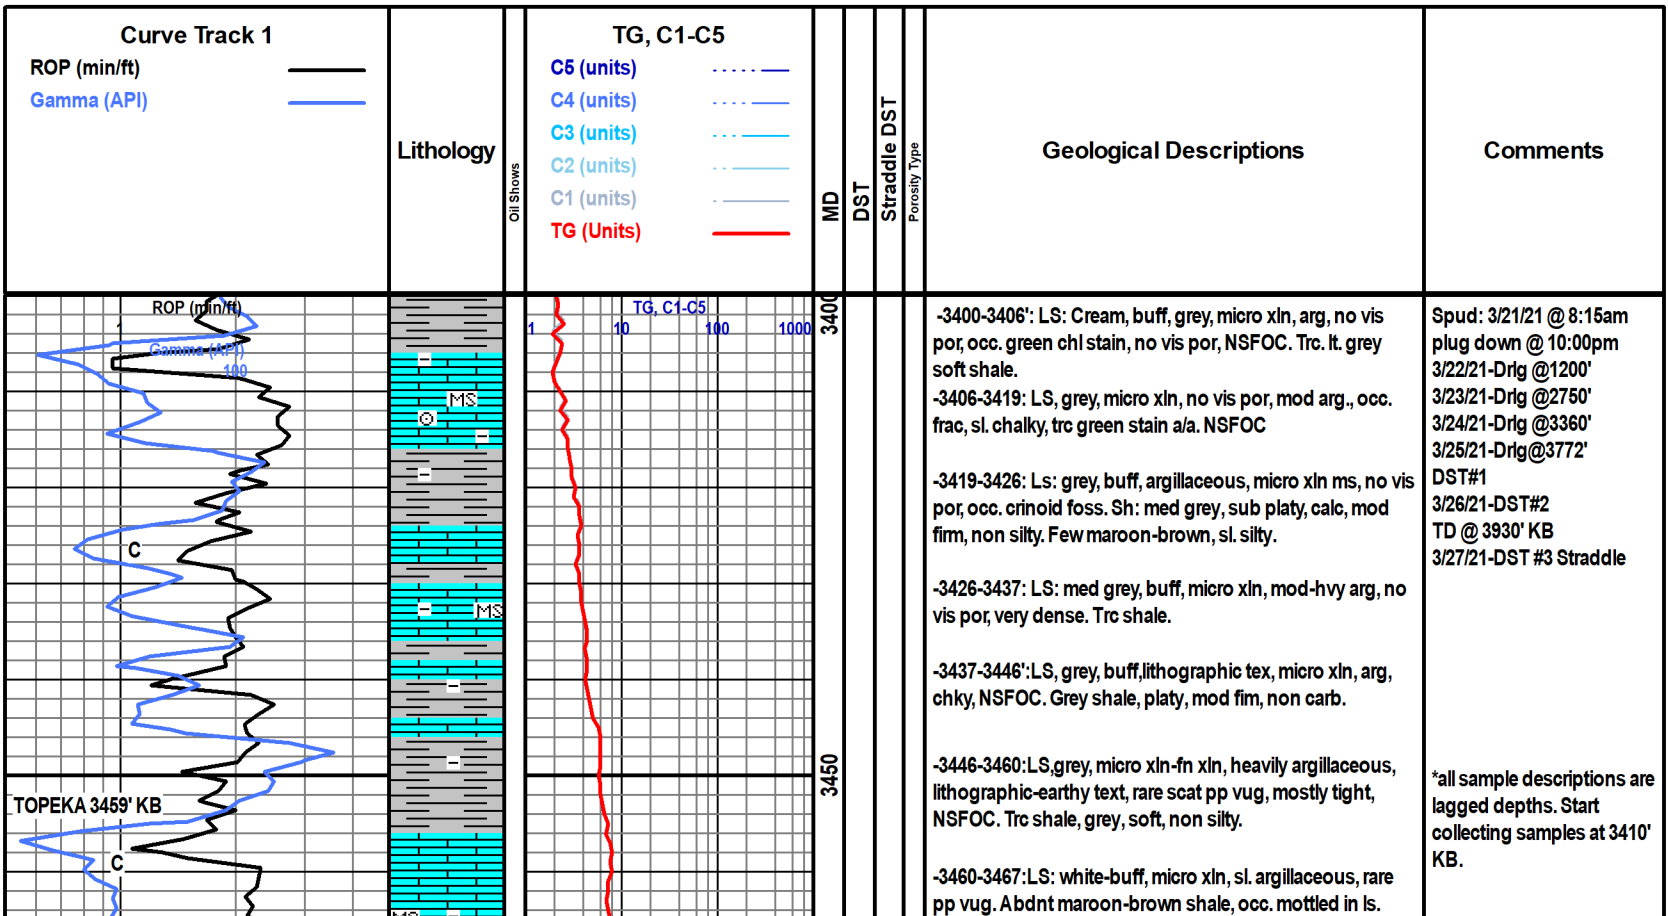 Curve Track 1
ROP (min/ft)
Gamma (API)
Lithology
Oil Shows
TG, C1-C5
C5 (units)
C4 (units)
C3 (units)
C2 (units)
C1 (units)
TG (Units)
MD
DST
Straddle DST
Porosity Type
Geological Descriptions
Comments
ROP (min/ft)
1
Gamma (API)
100
TG, C1-C5
1 10 100 1000
3400
MS
C
MS
3450
TOPEKA 3459' KB
C
MS
-3400-3406': LS: Cream, buff, grey, micro xln, arg, no vis
por, occ. green chl stain, no vis por, NSFOC. Trc. lt. grey
soft shale.
-3406-3419: LS, grey, micro xln, no vis por, mod arg., occ.
frac, sl. chalky, trc green stain a/a. NSFOC
-3419-3426: Ls: grey, buff, argillaceous, micro xln ms, no vis
por, occ. crinoid foss. Sh: med grey, sub platy, calc, mod
firm, non silty. Few maroon-brown, sl. silty.
-3426-3437: LS: med grey, buff, micro xln, mod-hvy arg, no
vis por, very dense. Trc shale.
-3437-3446':LS, grey, buff,lithographic tex, micro xln, arg,
chky, NSFOC. Grey shale, platy, mod fim, non carb.
-3446-3460:LS,grey, micro xln-fn xln, heavily argillaceous,
lithographic-earthy text, rare scat pp vug, mostly tight,
NSFOC. Trc shale, grey, soft, non silty.
-3460-3467:LS: white-buff, micro xln, sl. argillaceous, rare
pp vug. Abdnt maroon-brown shale, occ. mottled in ls.
Spud: 3/21/21 @ 8:15am
plug down @ 10:00pm
3/22/21-Drlg @1200'
3/23/21-Drlg @2750'
3/24/21-Drlg @3360'
3/25/21-Drlg@3772'
DST#1
3/26/21-DST#2
TD @ 3930' KB
3/27/21-DST #3 Straddle
*all sample descriptions are
lagged depths. Start
collecting samples at 3410'
KB.